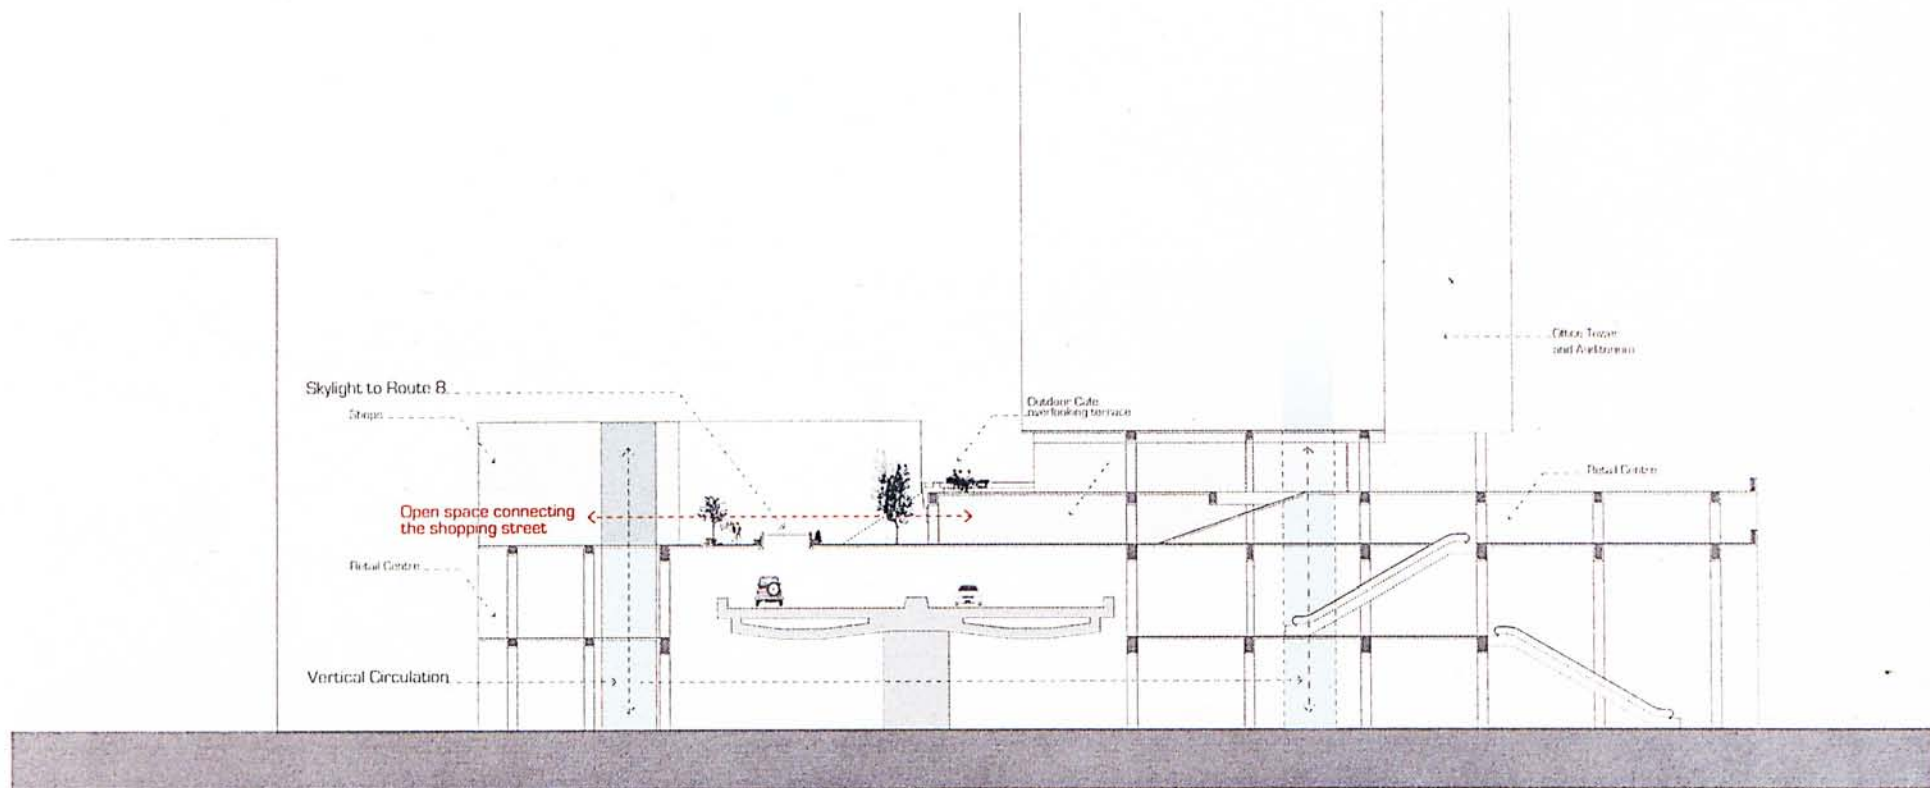 Office Tower
and Auditorium
Skylight to Route 8
Shops
Outdoor Cafe
overlooking terrace
Retail Centre
Open space connecting
the shopping street
Retail Centre
Vertical Circulation